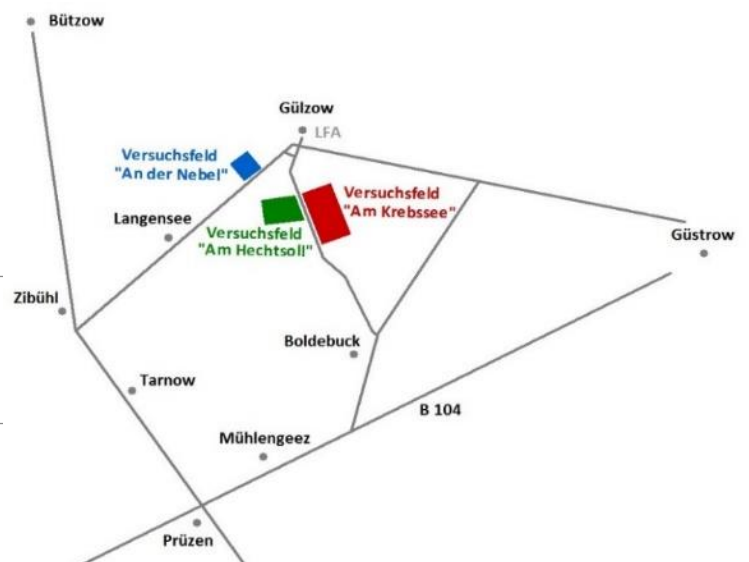 Bützow
Gülzow
LFA
Versuchsfeld
"An der Nebel"
Versuchsfeld
"Am Krebssee"
Langensee
Versuchsfeld
"Am Hechtsoll"
Güstrow
Zibühl
Boldebuck
Tarnow
B 104
Mühlengeez
Prüzen